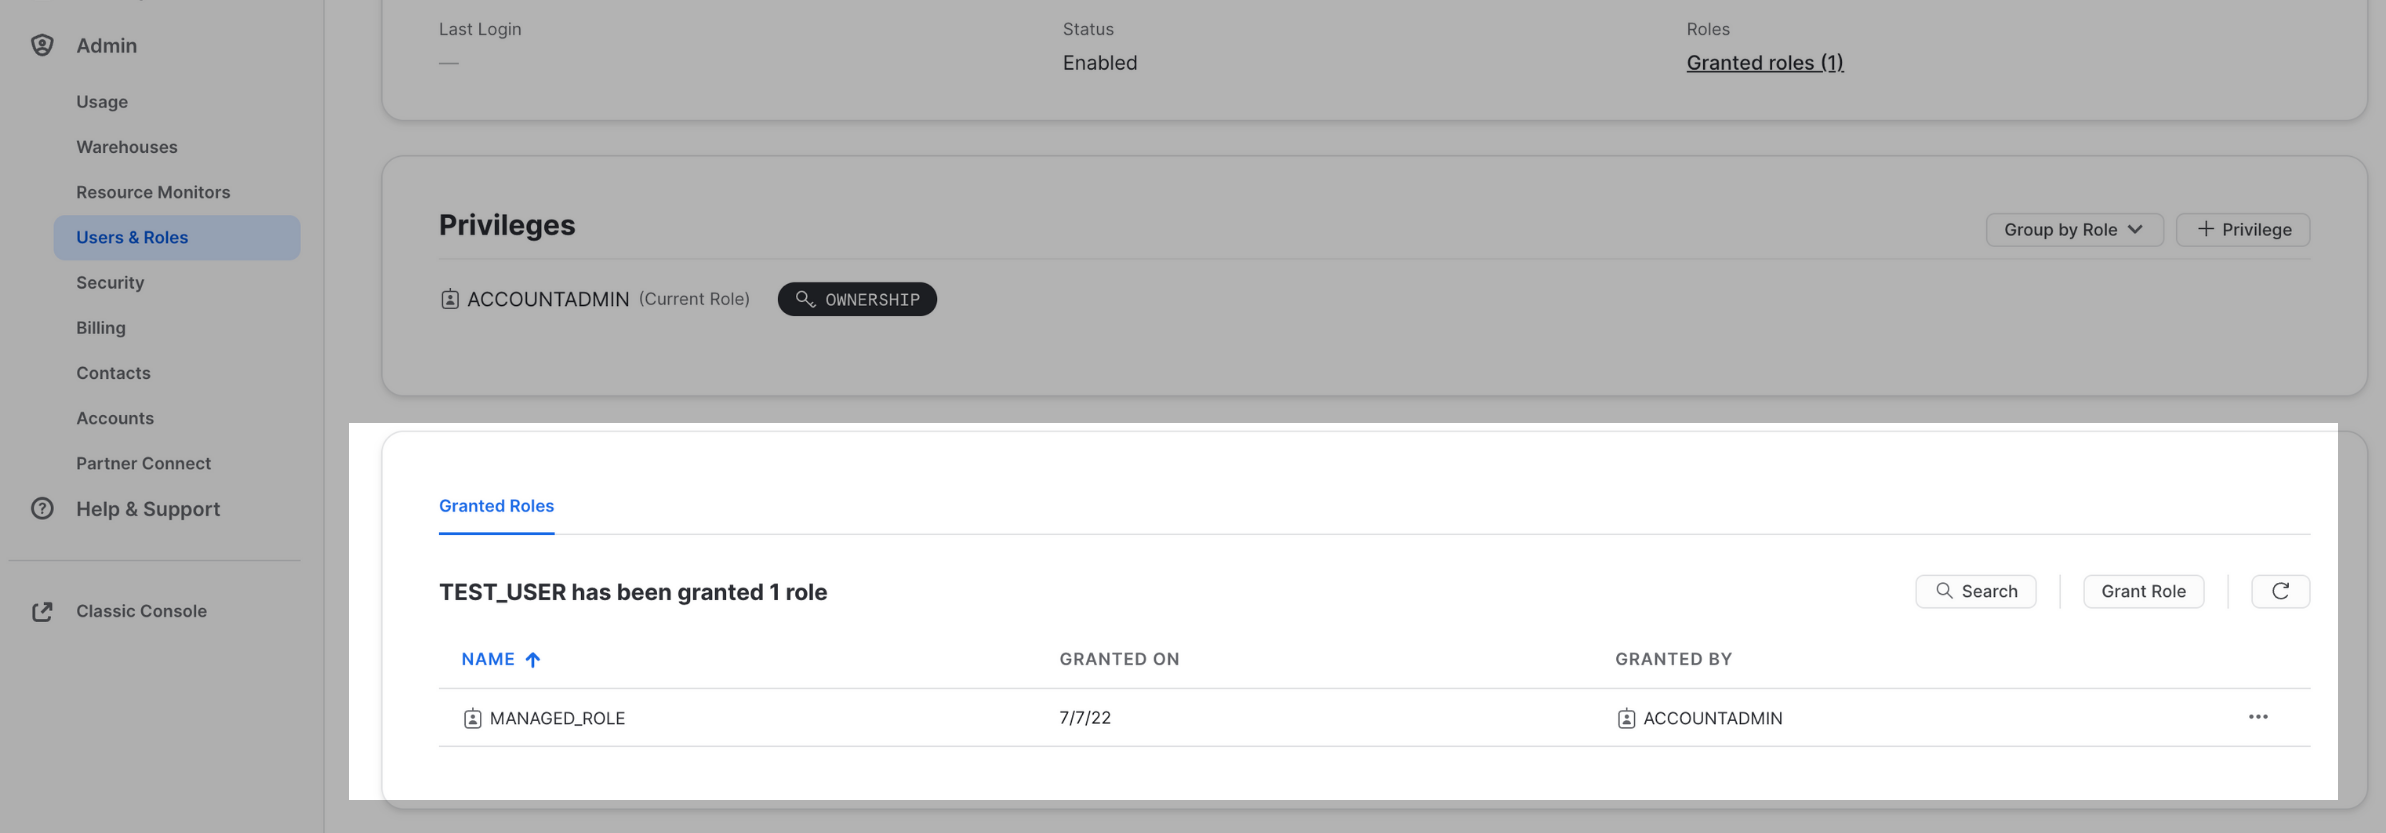 Admin
Usage
Warehouses
Resource Monitors
Users & Roles
Security
Billing
Contacts
Accounts
Partner Connect
Help & Support
Classic Console
Last Login
—
Status
Enabled
Roles
Granted roles (1)
Privileges
Group by Role
+ Privilege
ACCOUNTADMIN (Current Role) OWNERSHIP
Granted Roles
TEST_USER has been granted 1 role
Search
Grant Role
NAME GRANTED ON GRANTED BY
MANAGED_ROLE 7/7/22 ACCOUNTADMIN